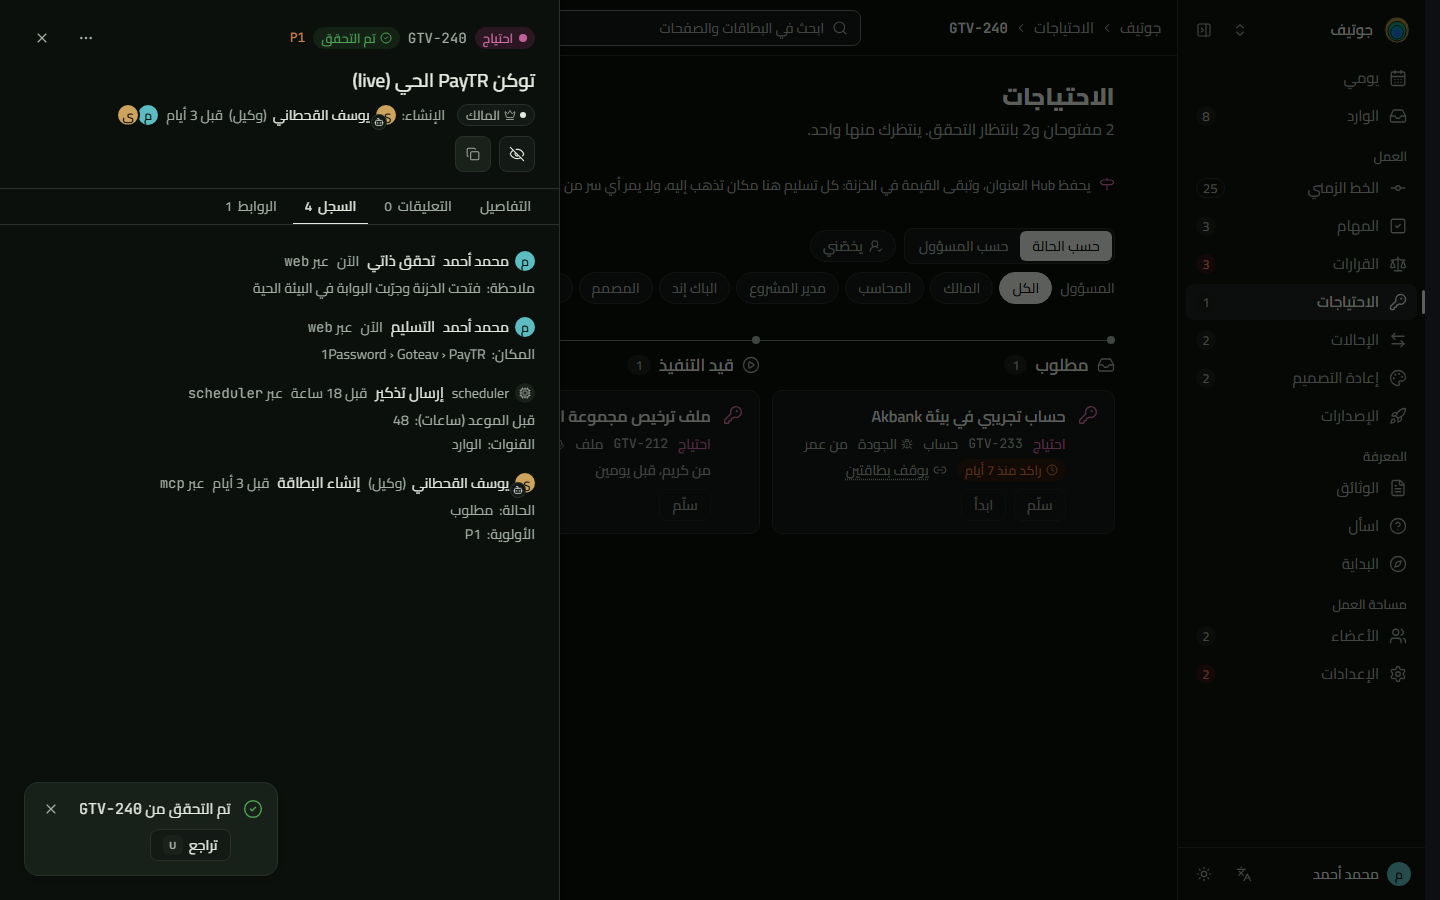 جوتيف
يومي
الوارد 8
العمل
الخط الزمني 25
المهام 3
القرارات 3
الاحتياجات 1
الإحالات 2
إعادة التصميم 2
الإصدارات
المعرفة
الوثائق
اسأل
البداية
مساحة العمل
الأعضاء 2
الإعدادات 2
م محمد أحمد
جوتيف › الاحتياجات › GTV-240
ابحث في البطاقات والصفحات
الاحتياجات
2 مفتوحان و2 بانتظار التحقق. ينتظرك منها واحد.
يحفظ Hub العنوان، وتبقى القيمة في الخزنة: كل تسليم هنا مكان تذهب إليه، ولا يمر أي سر من
حسب الحالة حسب المسؤول يخصّني
المسؤول الكل المالك المحاسب مدير المشروع الباك إند المصمم
مطلوب 1
حساب تجريبي في بيئة Akbank
احتياج GTV-233 حساب الجودة من عمر
راكد منذ 7 أيام يوقف بطاقتين
سلّم ابدأ
قيد التنفيذ 1
ملف ترخيص مجموعة ا
احتياج GTV-212 ملف
من كريم، قبل يومين
سلّم
احتياج GTV-240 تم التحقق P1
توكن PayTR الحي (live)
المالك الإنشاء: ي يوسف القحطاني (وكيل) قبل 3 أيام م ي
التفاصيل التعليقات 0 السجل 4 الروابط 1
م محمد أحمد تحقق ذاتي الآن عبر web
ملاحظة: فتحت الخزنة وجرّبت البوابة في البيئة الحية
م محمد أحمد التسليم الآن عبر web
المكان: 1Password › Goteav › PayTR
scheduler إرسال تذكير قبل 18 ساعة عبر scheduler
قبل الموعد (ساعات): 48
القنوات: الوارد
ي يوسف القحطاني (وكيل) إنشاء البطاقة قبل 3 أيام عبر mcp
الحالة: مطلوب
الأولوية: P1
تم التحقق من GTV-240
تراجع U